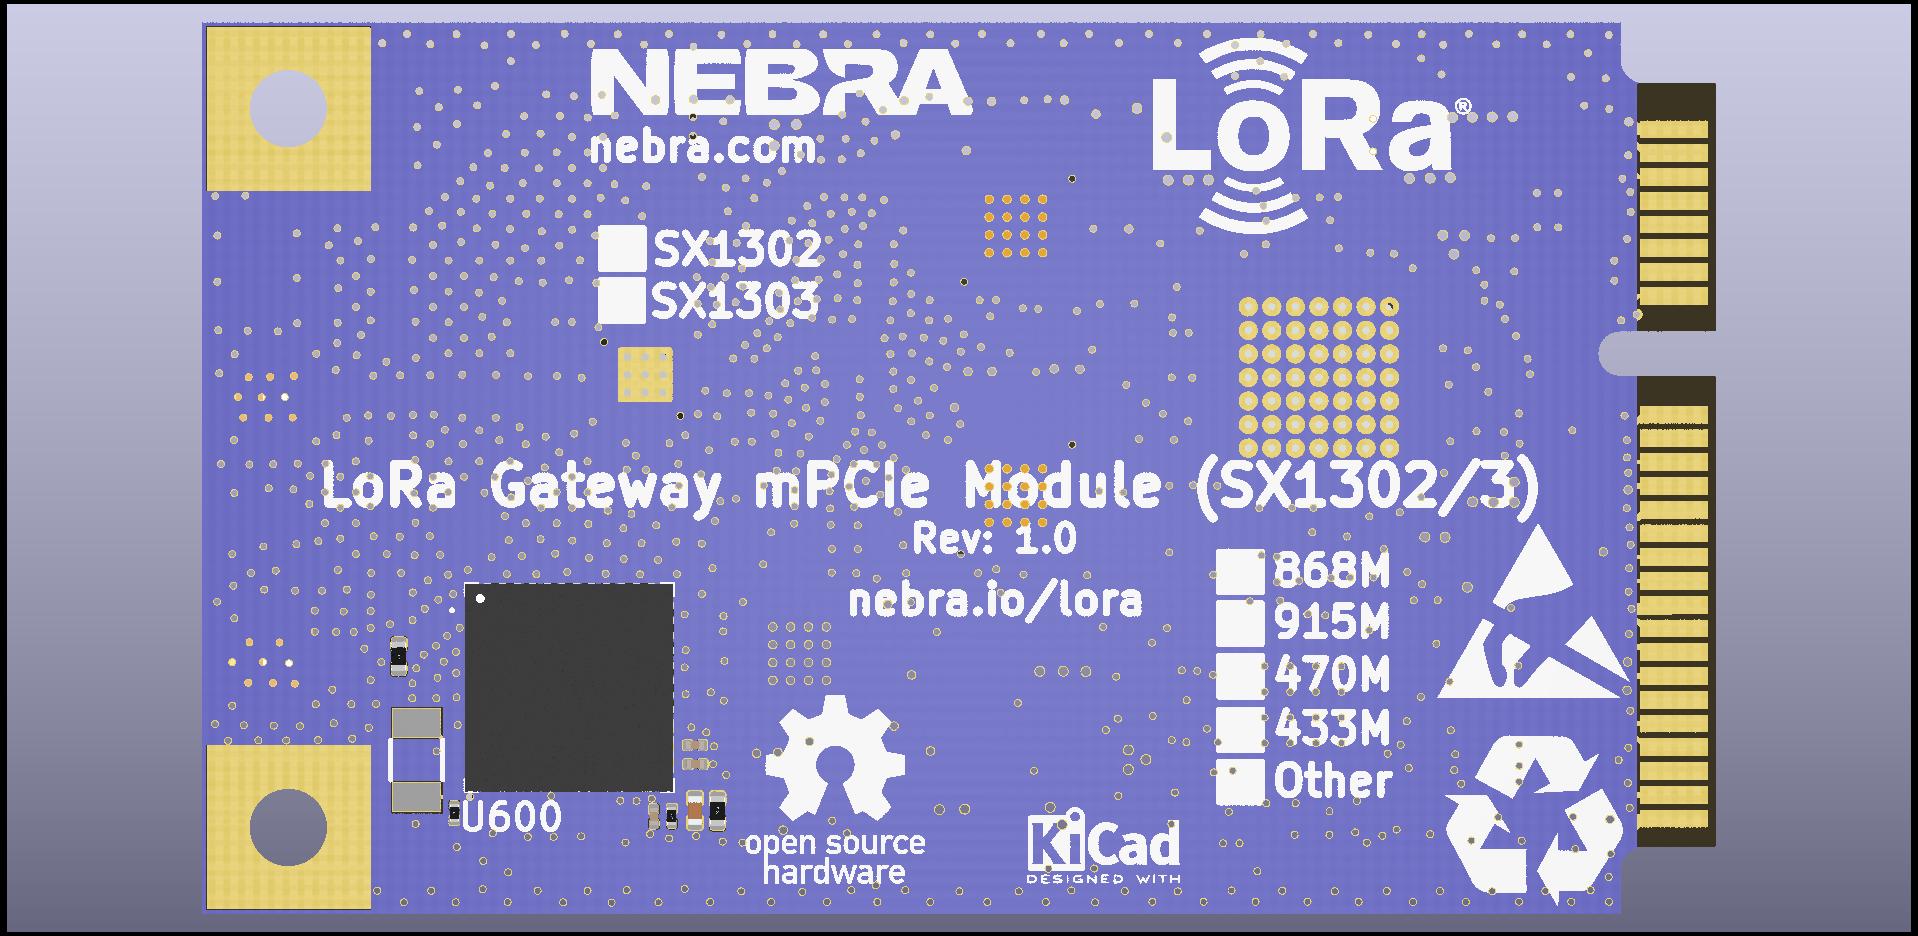 NEBRA
nebra.com
LoRa®
SX1302
SX1303
LoRa Gateway mPCIe Module (SX1302/3)
Rev: 1.0
nebra.io/lora
868M
915M
470M
433M
Other
U600
open source
hardware
KiCad
DESIGNED WITH